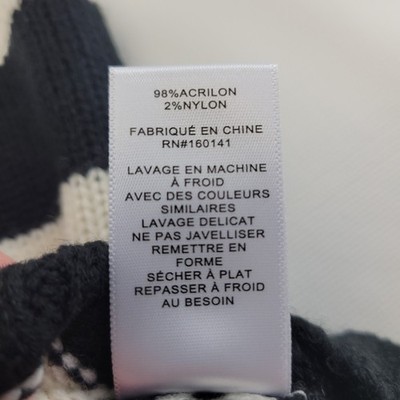 98%ACRILON
2%NYLON
FABRIQUÉ EN CHINE
RN#160141
LAVAGE EN MACHINE
À FROID
AVEC DES COULEURS
SIMILAIRES
LAVAGE DELICAT
NE PAS JAVELLISER
REMETTRE EN
FORME
SÉCHER À PLAT
REPASSER À FROID
AU BESOIN